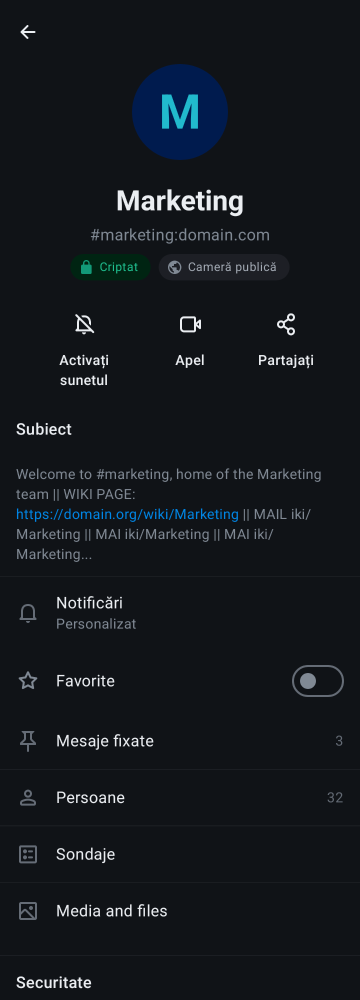 M
Marketing
#marketing:domain.com
Criptat
Cameră publică
Activați
sunetul
Apel
Partajați
Subiect
Welcome to #marketing, home of the Marketing
team || WIKI PAGE:
https://domain.org/wiki/Marketing || MAIL iki/
Marketing || MAI iki/Marketing || MAI iki/
Marketing...
Notificări
Personalizat
Favorite
Mesaje fixate
3
Persoane
32
Sondaje
Media and files
Securitate